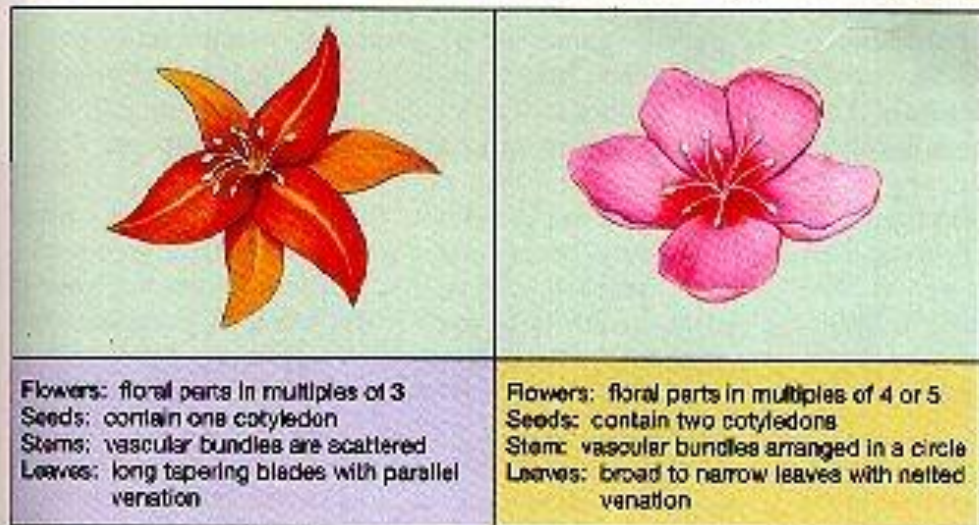 Flowers: floral parts in multiples of 3
Seeds: contain one cotyledon
Stems: vascular bundles are scattered
Leaves: long tapering blades with parallel
venation
Flowers: floral parts in multiples of 4 or 5
Seeds: contain two cotyledons
Stem: vascular bundles arranged in a circle
Leaves: broad to narrow leaves with netted
venation